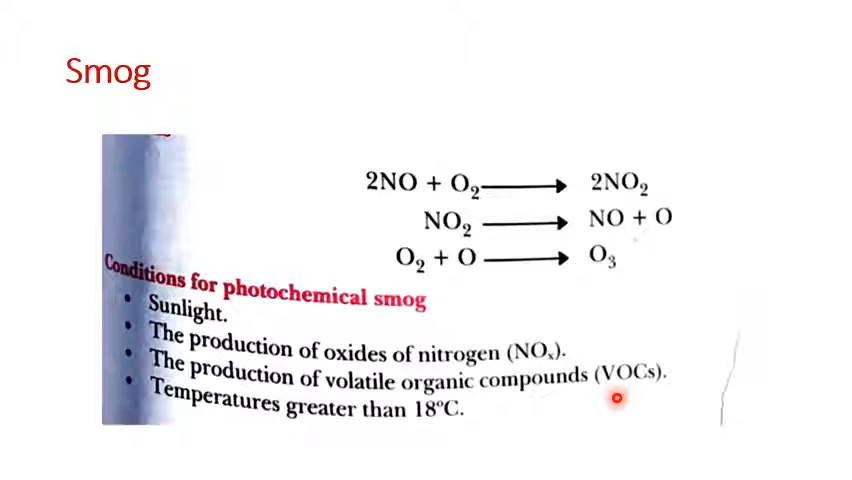 Smog
2NO + O₂ ⟶ 2NO₂
NO₂ ⟶ NO + O
O₂ + O ⟶ O₃
Conditions for photochemical smog
• Sunlight.
• The production of oxides of nitrogen (NOₓ).
• The production of volatile organic compounds (VOCs).
• Temperatures greater than 18ºC.